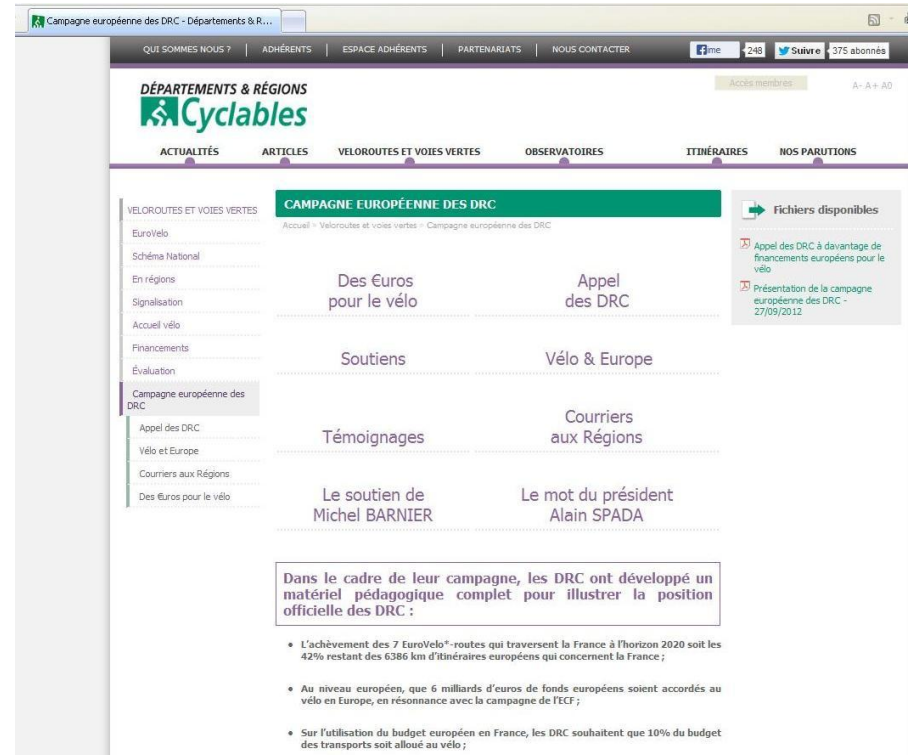 Campagne européenne des DRC - Départements & R...
QUI SOMMES NOUS ? | ADHÉRENTS | ESPACE ADHÉRENTS | PARTENARIATS | NOUS CONTACTER
248
Suivre
375 abonnés
DÉPARTEMENTS & RÉGIONS
Cyclables
Accès membres
A- A+ A0
ACTUALITÉS
ARTICLES
VELOROUTES ET VOIES VERTES
OBSERVATOIRES
ITINÉRAIRES
NOS PARUTIONS
VELOROUTES ET VOIES VERTES
EuroVelo
Schéma National
En régions
Signalisation
Accueil vélo
Financements
Évaluation
Campagne européenne des
DRC
Appel des DRC
Vélo et Europe
Courriers aux Régions
Des €uros pour le vélo
CAMPAGNE EUROPÉENNE DES DRC
Accueil > Veloroutes et voies vertes > Campagne européenne des DRC
Des €uros
pour le vélo
Appel
des DRC
Soutiens
Vélo & Europe
Témoignages
Courriers
aux Régions
Le soutien de
Michel BARNIER
Le mot du président
Alain SPADA
Dans le cadre de leur campagne, les DRC ont développé un
matériel pédagogique complet pour illustrer la position
officielle des DRC :
• L'achèvement des 7 EuroVelo*-routes qui traversent la France à l'horizon 2020 soit les
42% restant des 6386 km d'itinéraires européens qui concernent la France ;
• Au niveau européen, que 6 milliards d'euros de fonds européens soient accordés au
vélo en Europe, en résonnance avec la campagne de l'ECF ;
• Sur l'utilisation du budget européen en France, les DRC souhaitent que 10% du budget
des transports soit alloué au vélo ;
Fichiers disponibles
Appel des DRC à davantage de
financements européens pour le
vélo
Présentation de la campagne
européenne des DRC -
27/09/2012